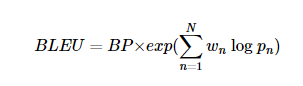 BLEU = BP×exp(∑_{n=1}^{N} w_n log p_n)